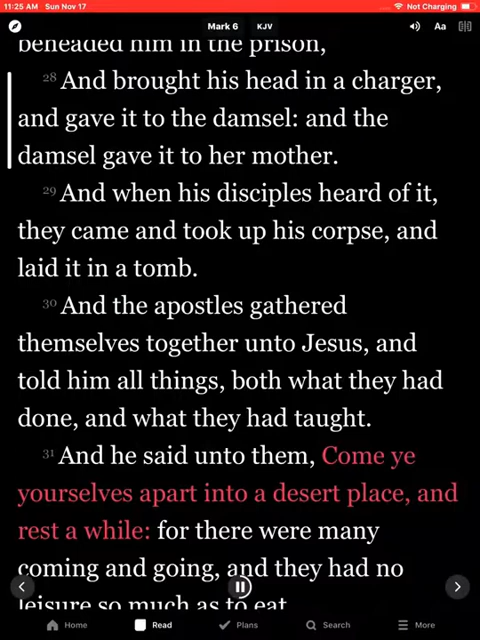 11:25 AM Sun Nov 17
Not Charging
Mark 6 KJV
Aa
beheaded him in the prison,
28 And brought his head in a charger,
and gave it to the damsel: and the
damsel gave it to her mother.
29 And when his disciples heard of it,
they came and took up his corpse, and
laid it in a tomb.
30 And the apostles gathered
themselves together unto Jesus, and
told him all things, both what they had
done, and what they had taught.
31 And he said unto them, Come ye
yourselves apart into a desert place, and
rest a while: for there were many
coming and going, and they had no
leisure so much as to eat
Home Read Plans Search More